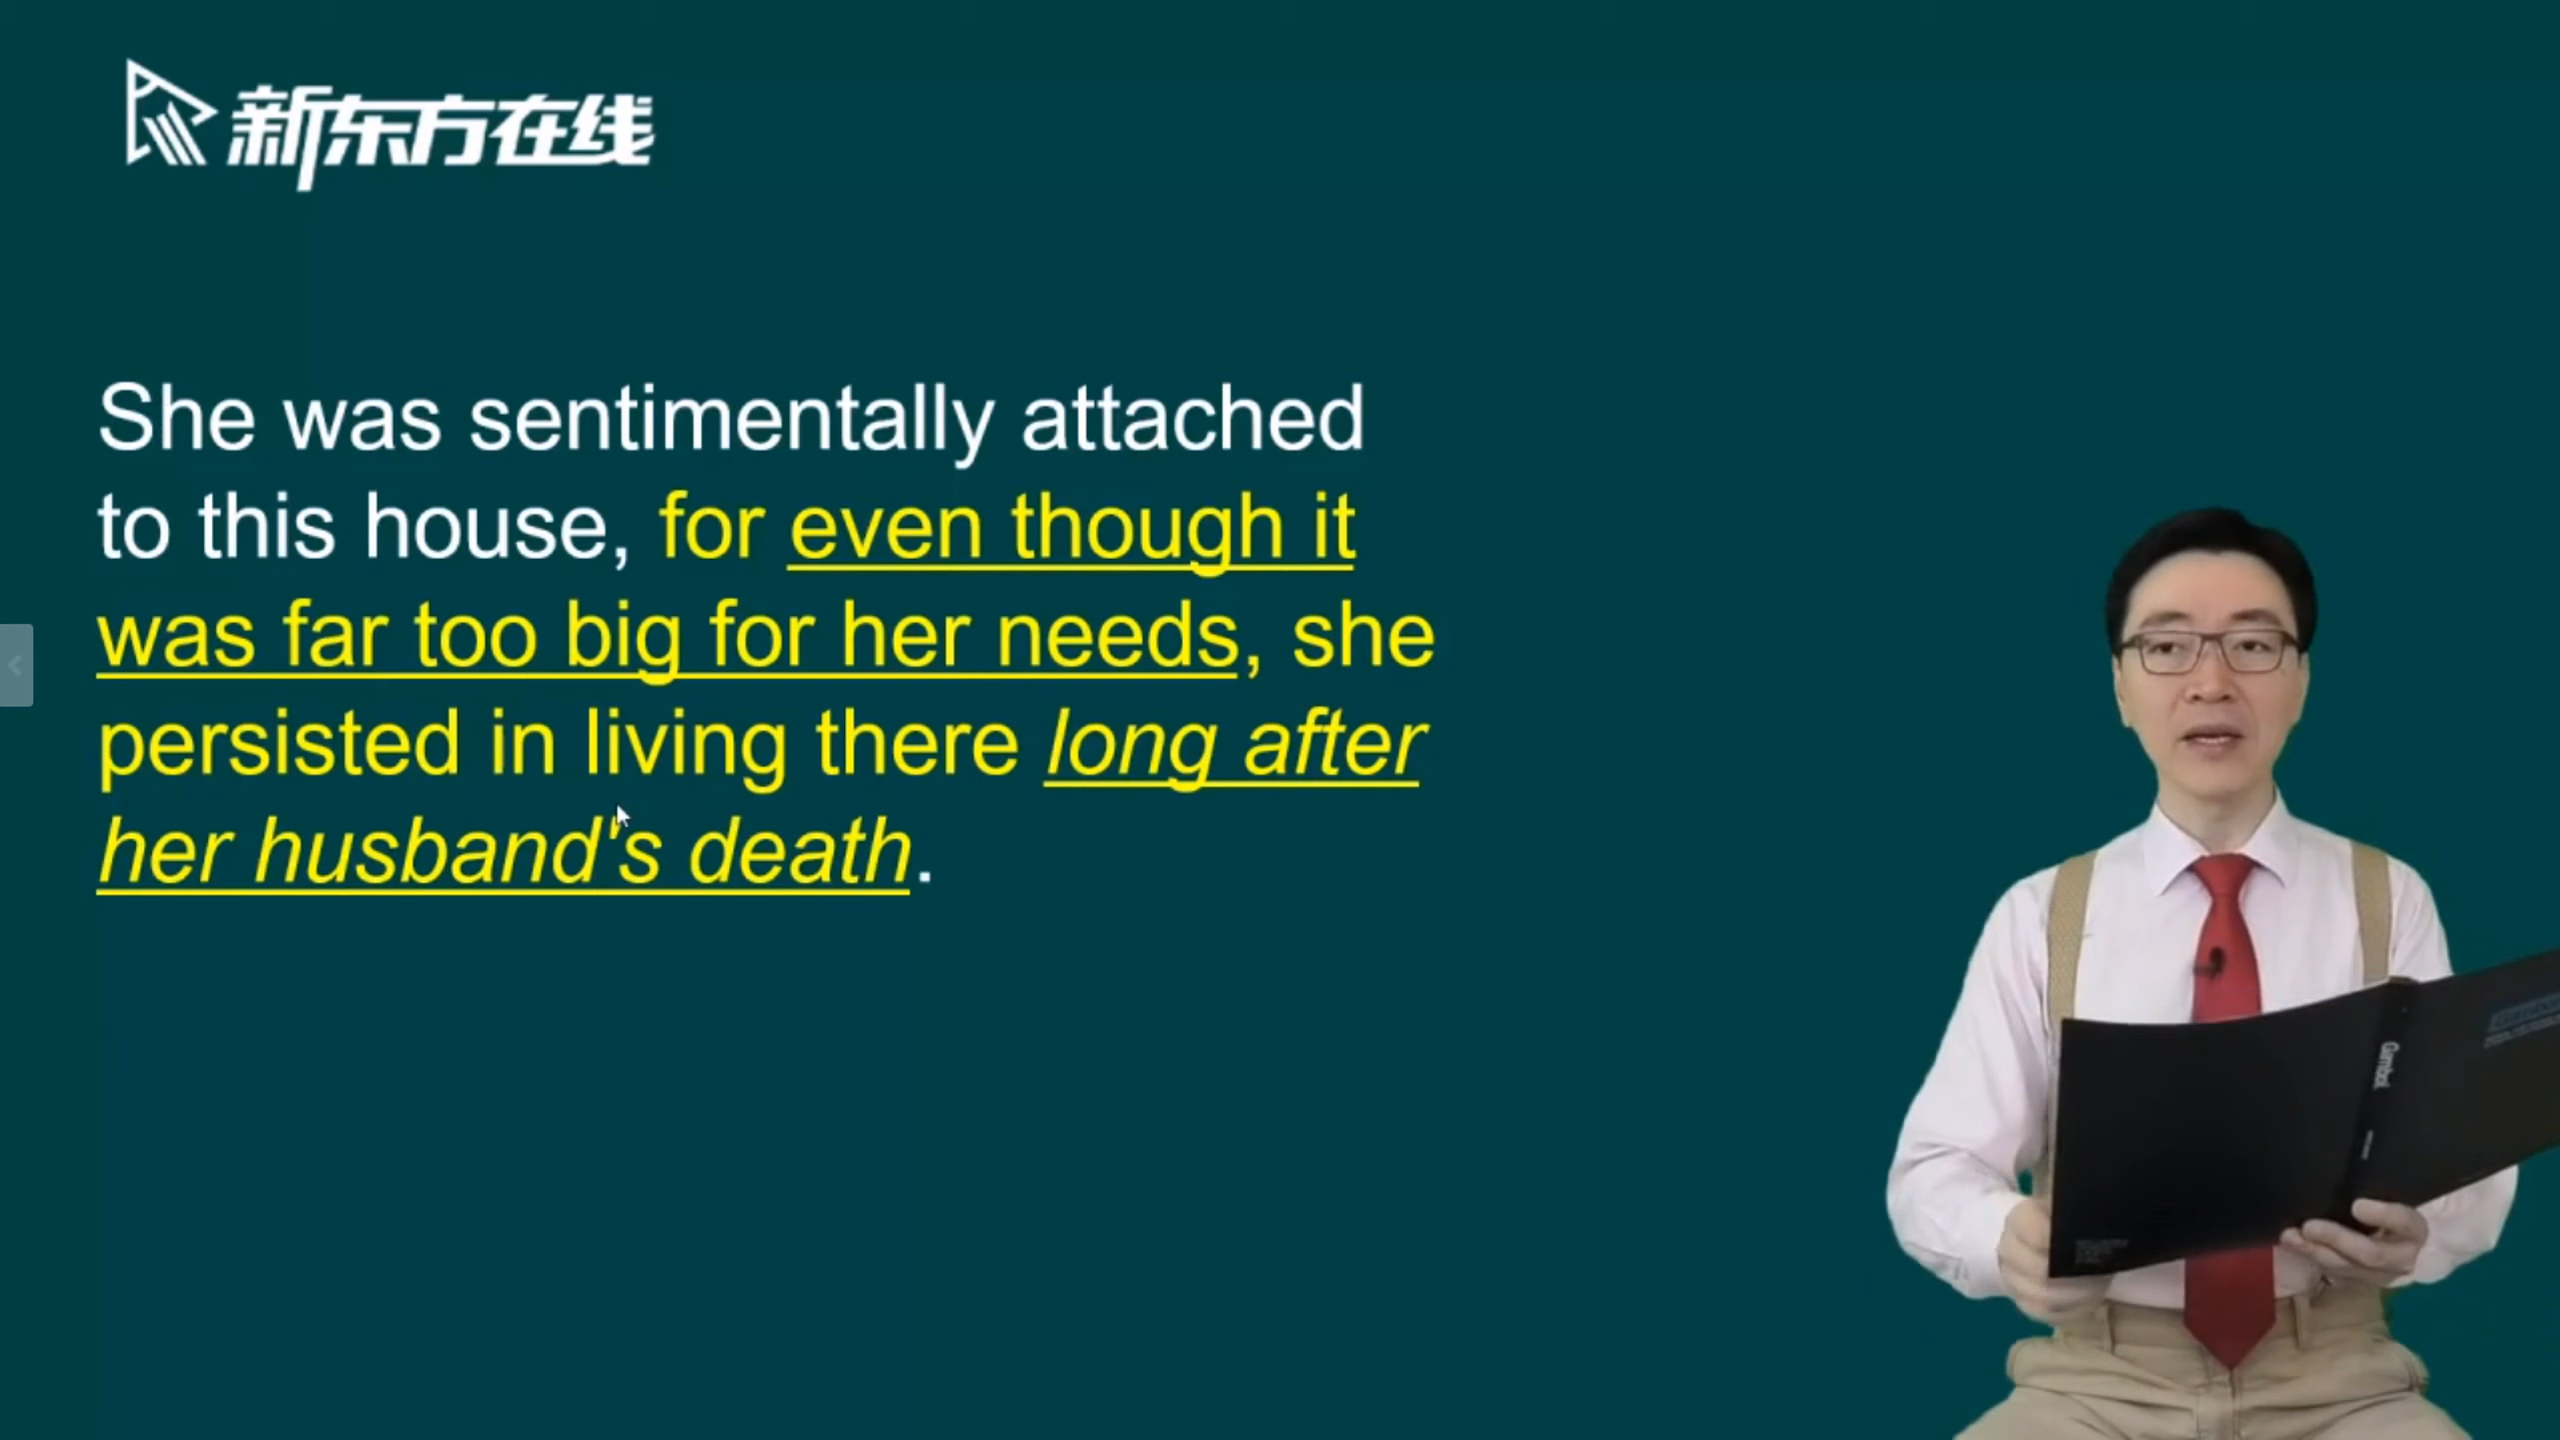 新东方在线
She was sentimentally attached
to this house, for even though it
was far too big for her needs, she
persisted in living there long after
her husband's death.